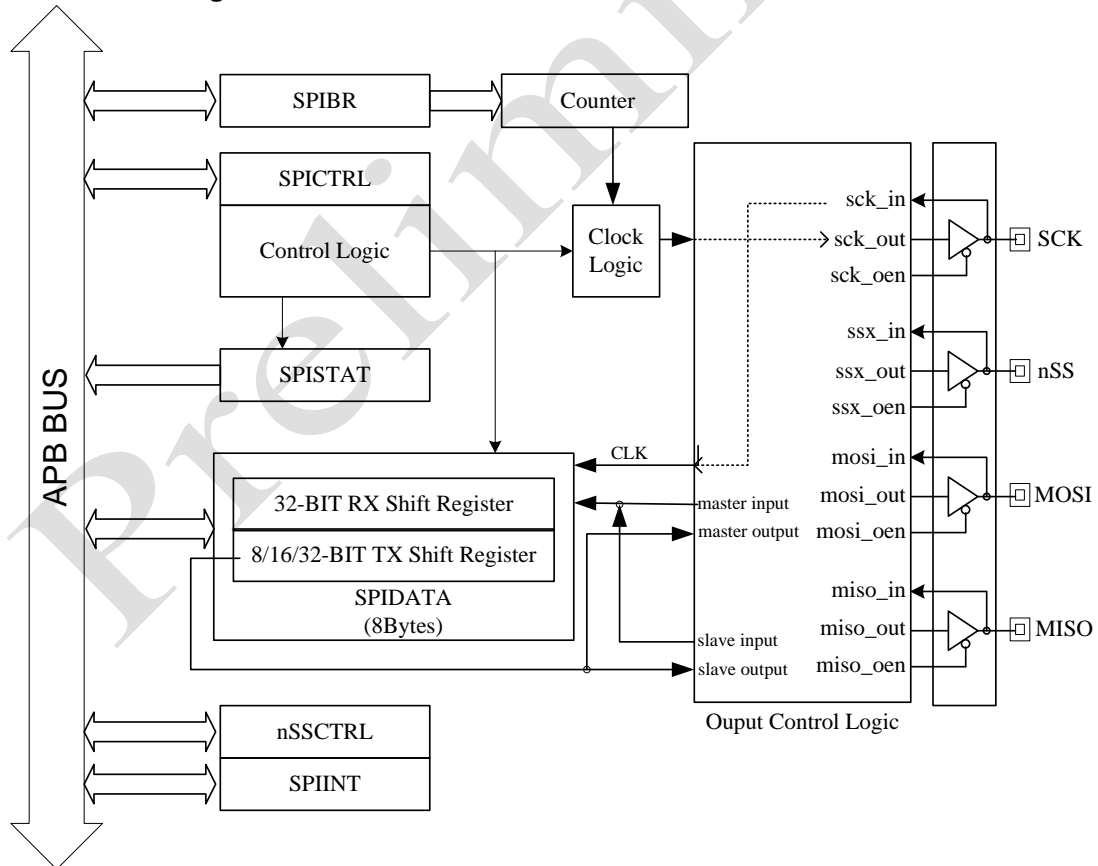 APB BUS
SPIBR
Counter
SPICTRL
Control Logic
Clock
Logic
SPISTAT
CLK
32-BIT RX Shift Register
8/16/32-BIT TX Shift Register
SPIDATA
(8Bytes)
master input
master output
slave input
slave output
sck_in
sck_out
sck_oen
SCK
ssx_in
ssx_out
ssx_oen
nSS
mosi_in
mosi_out
mosi_oen
MOSI
miso_in
miso_out
miso_oen
MISO
Ouput Control Logic
nSSCTRL
SPIINT